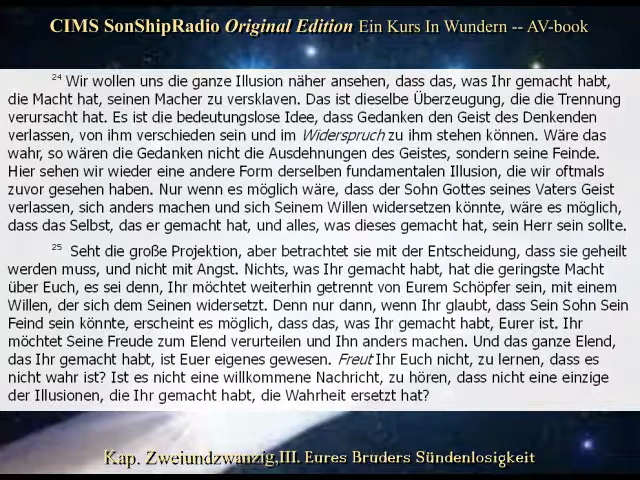 CIMS SonShipRadio Original Edition Ein Kurs In Wundern -- AV-book
24 Wir wollen uns die ganze Illusion näher ansehen, dass das, was Ihr gemacht habt,
die Macht hat, seinen Macher zu versklaven. Das ist dieselbe Überzeugung, die die Trennung
verursacht hat. Es ist die bedeutungslose Idee, dass Gedanken den Geist des Denkenden
verlassen, von ihm verschieden sein und im Widerspruch zu ihm stehen können. Wäre das
wahr, so wären die Gedanken nicht die Ausdehnungen des Geistes, sondern seine Feinde.
Hier sehen wir wieder eine andere Form derselben fundamentalen Illusion, die wir oftmals
zuvor gesehen haben. Nur wenn es möglich wäre, dass der Sohn Gottes seines Vaters Geist
verlassen, sich anders machen und sich Seinem Willen widersetzen könnte, wäre es möglich,
dass das Selbst, das er gemacht hat, und alles, was dieses gemacht hat, sein Herr sein sollte.
25 Seht die große Projektion, aber betrachtet sie mit der Entscheidung, dass sie geheilt
werden muss, und nicht mit Angst. Nichts, was Ihr gemacht habt, hat die geringste Macht
über Euch, es sei denn, Ihr möchtet weiterhin getrennt von Eurem Schöpfer sein, mit einem
Willen, der sich dem Seinen widersetzt. Denn nur dann, wenn Ihr glaubt, dass Sein Sohn Sein
Feind sein könnte, erscheint es möglich, dass das, was Ihr gemacht habt, Eurer ist. Ihr
möchtet Seine Freude zum Elend verurteilen und Ihn anders machen. Und das ganze Elend,
das Ihr gemacht habt, ist Euer eigenes gewesen. Freut Ihr Euch nicht, zu lernen, dass es
nicht wahr ist? Ist es nicht eine willkommene Nachricht, zu hören, dass nicht eine einzige
der Illusionen, die Ihr gemacht habt, die Wahrheit ersetzt hat?
Kap. Zweiundzwanzig,III. Eures Bruders Sündenlosigkeit